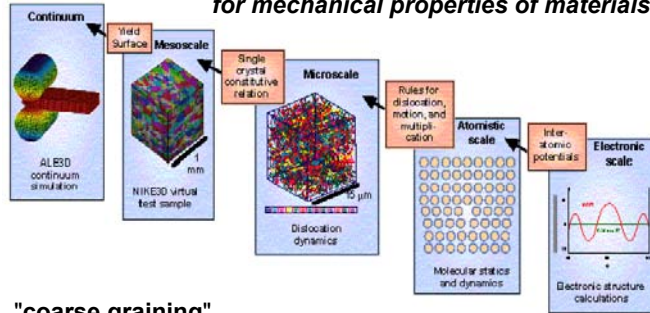 for mechanical properties of materials
Continuum
Yield
Surface
Mesoscale
Single
crystal
constitutive
relation
Microscale
Rules for
dislocation,
motion, and
multipli-
cation
Atomistic
scale
Inter-
atomic
potentials
Electronic
scale
ALE3D
continuum
simulation
1
mm
NIKE3D virtual
test sample
15 μm
Dislocation
dynamics
Molecular statics
and dynamics
Electronic structure
calculations
"coarse graining"